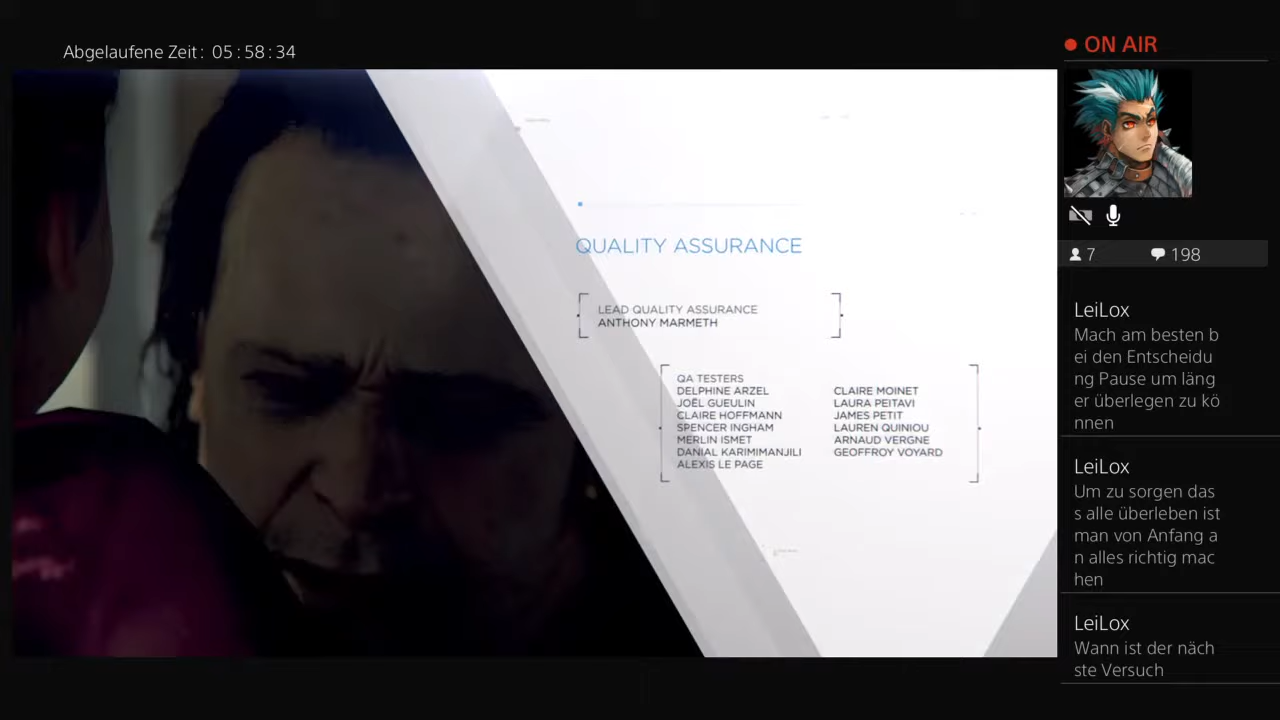 Abgelaufene Zeit: 05:58:34
ON AIR
7 198
QUALITY ASSURANCE
LEAD QUALITY ASSURANCE
ANTHONY MARMETH
QA TESTERS
DELPHINE ARZEL
JOËL GUEULIN
CLAIRE HOFFMANN
SPENCER INGHAM
MERLIN ISMET
DANIAL KARIMIMANJILI
ALEXIS LE PAGE
CLAIRE MOINET
LAURA PEITAVI
JAMES PETIT
LAUREN QUINIOU
ARNAUD VERGNE
GEOFFROY VOYARD
LeiLox
Mach am besten b
ei den Entscheidu
ng Pause um läng
er überlegen zu kö
nnen
LeiLox
Um zu sorgen das
s alle überleben ist
man von Anfang a
n alles richtig mac
hen
LeiLox
Wann ist der näch
ste Versuch